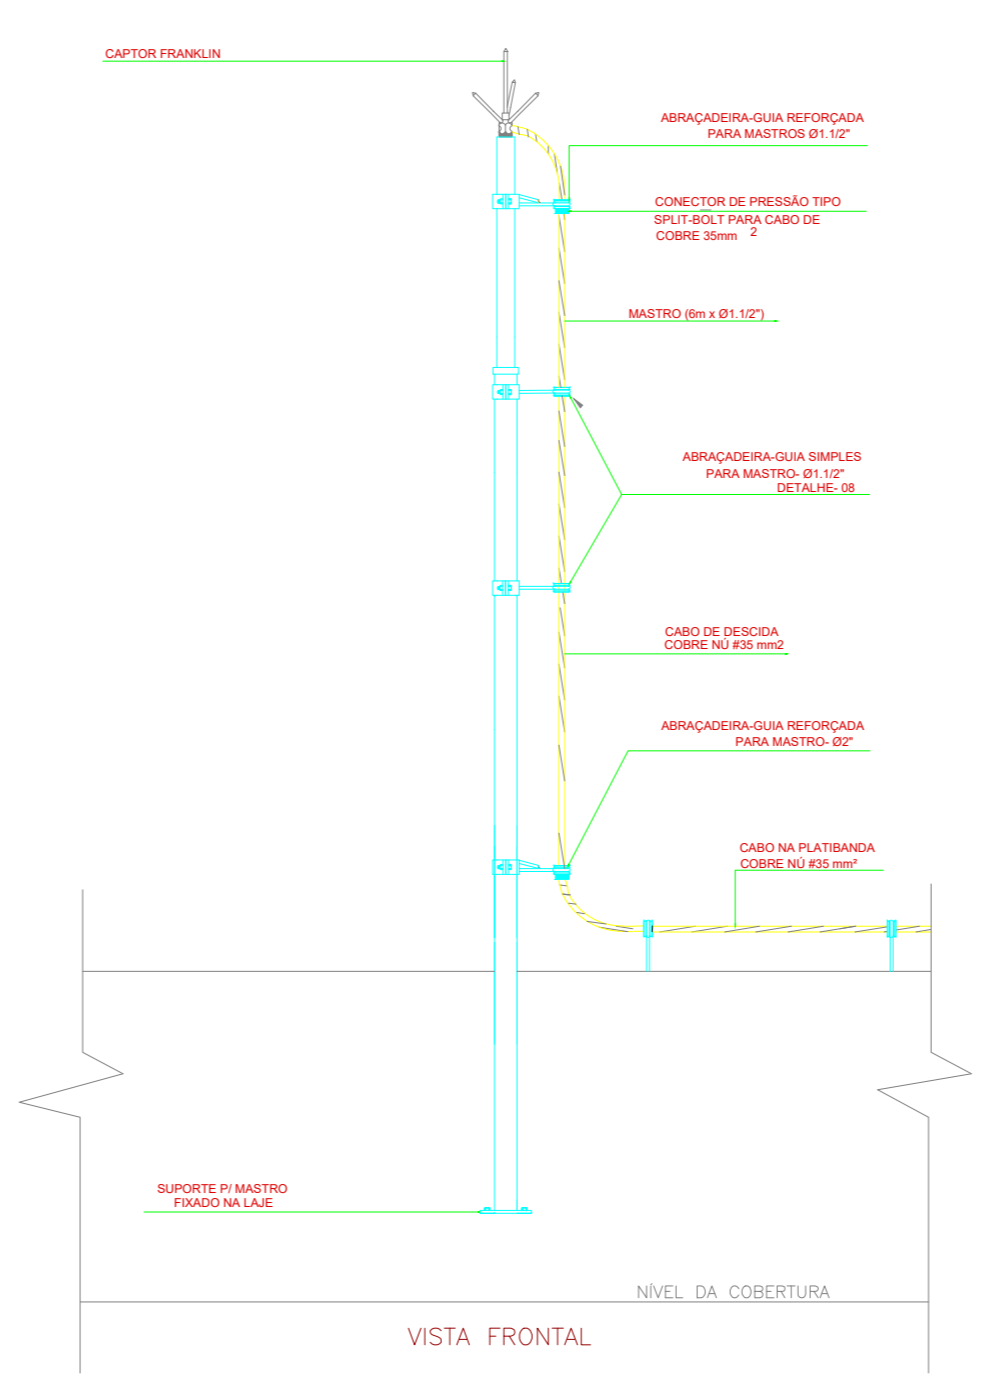 CAPTOR FRANKLIN
ABRAÇADEIRA-GUIA REFORÇADA
PARA MASTROS Ø1.1/2"
CONECTOR DE PRESSÃO TIPO
SPLIT-BOLT PARA CABO DE
COBRE 35mm 2
MASTRO (6m x Ø1.1/2")
ABRAÇADEIRA-GUIA SIMPLES
PARA MASTRO- Ø1.1/2"
DETALHE- 08
CABO DE DESCIDA
COBRE NÚ #35 mm2
ABRAÇADEIRA-GUIA REFORÇADA
PARA MASTRO- Ø2"
CABO NA PLATIBANDA
COBRE NÚ #35 mm²
SUPORTE P/ MASTRO
FIXADO NA LAJE
NÍVEL DA COBERTURA
VISTA FRONTAL